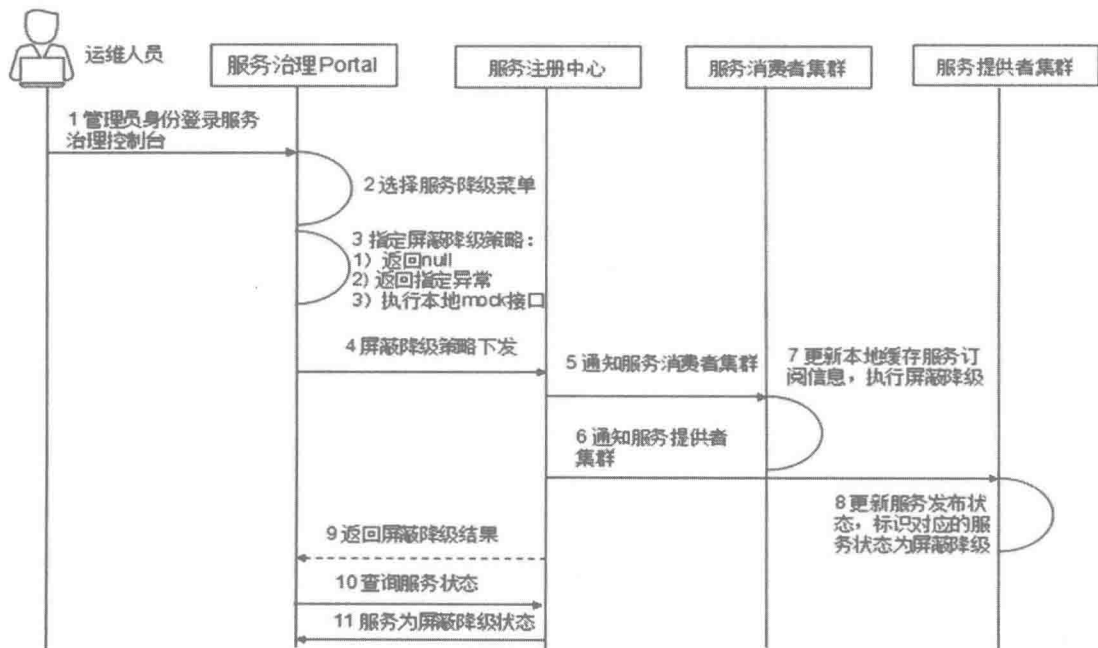 运维人员
服务治理Portal
服务注册中心
服务消费者集群
服务提供者集群
1 管理员身份登录服务
治理控制台
2 选择服务降级菜单
3 指定屏蔽降级策略：
1）返回null
2）返回指定异常
3）执行本地mock接口
4 屏蔽降级策略下发
5 通知服务消费者集群
7 更新本地缓存服务订
阅信息，执行屏蔽降级
6 通知服务提供者
集群
8 更新服务发布状
态，标识对应的服
务状态为屏蔽降级
9 返回屏蔽降级结果
10 查询服务状态
11 服务为屏蔽降级状态